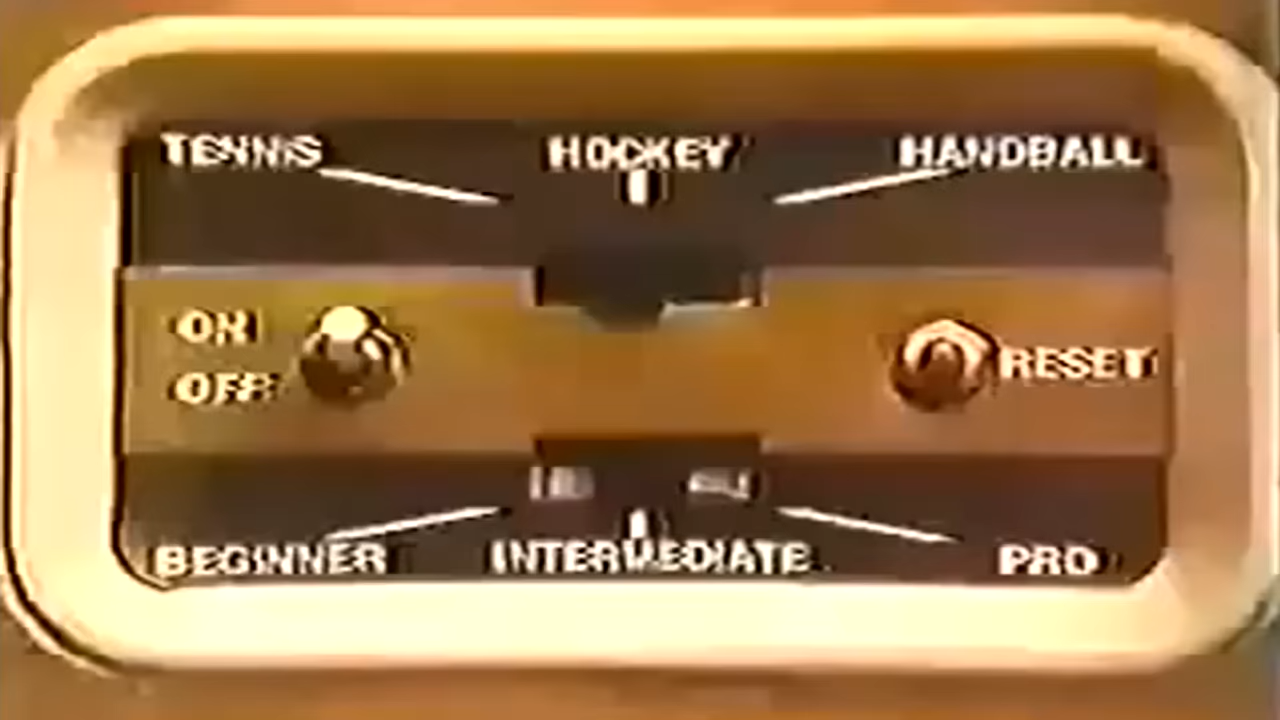 TENNIS HOCKEY HANDBALL
ON
OFF
RESET
BEGINNER INTERMEDIATE PRO